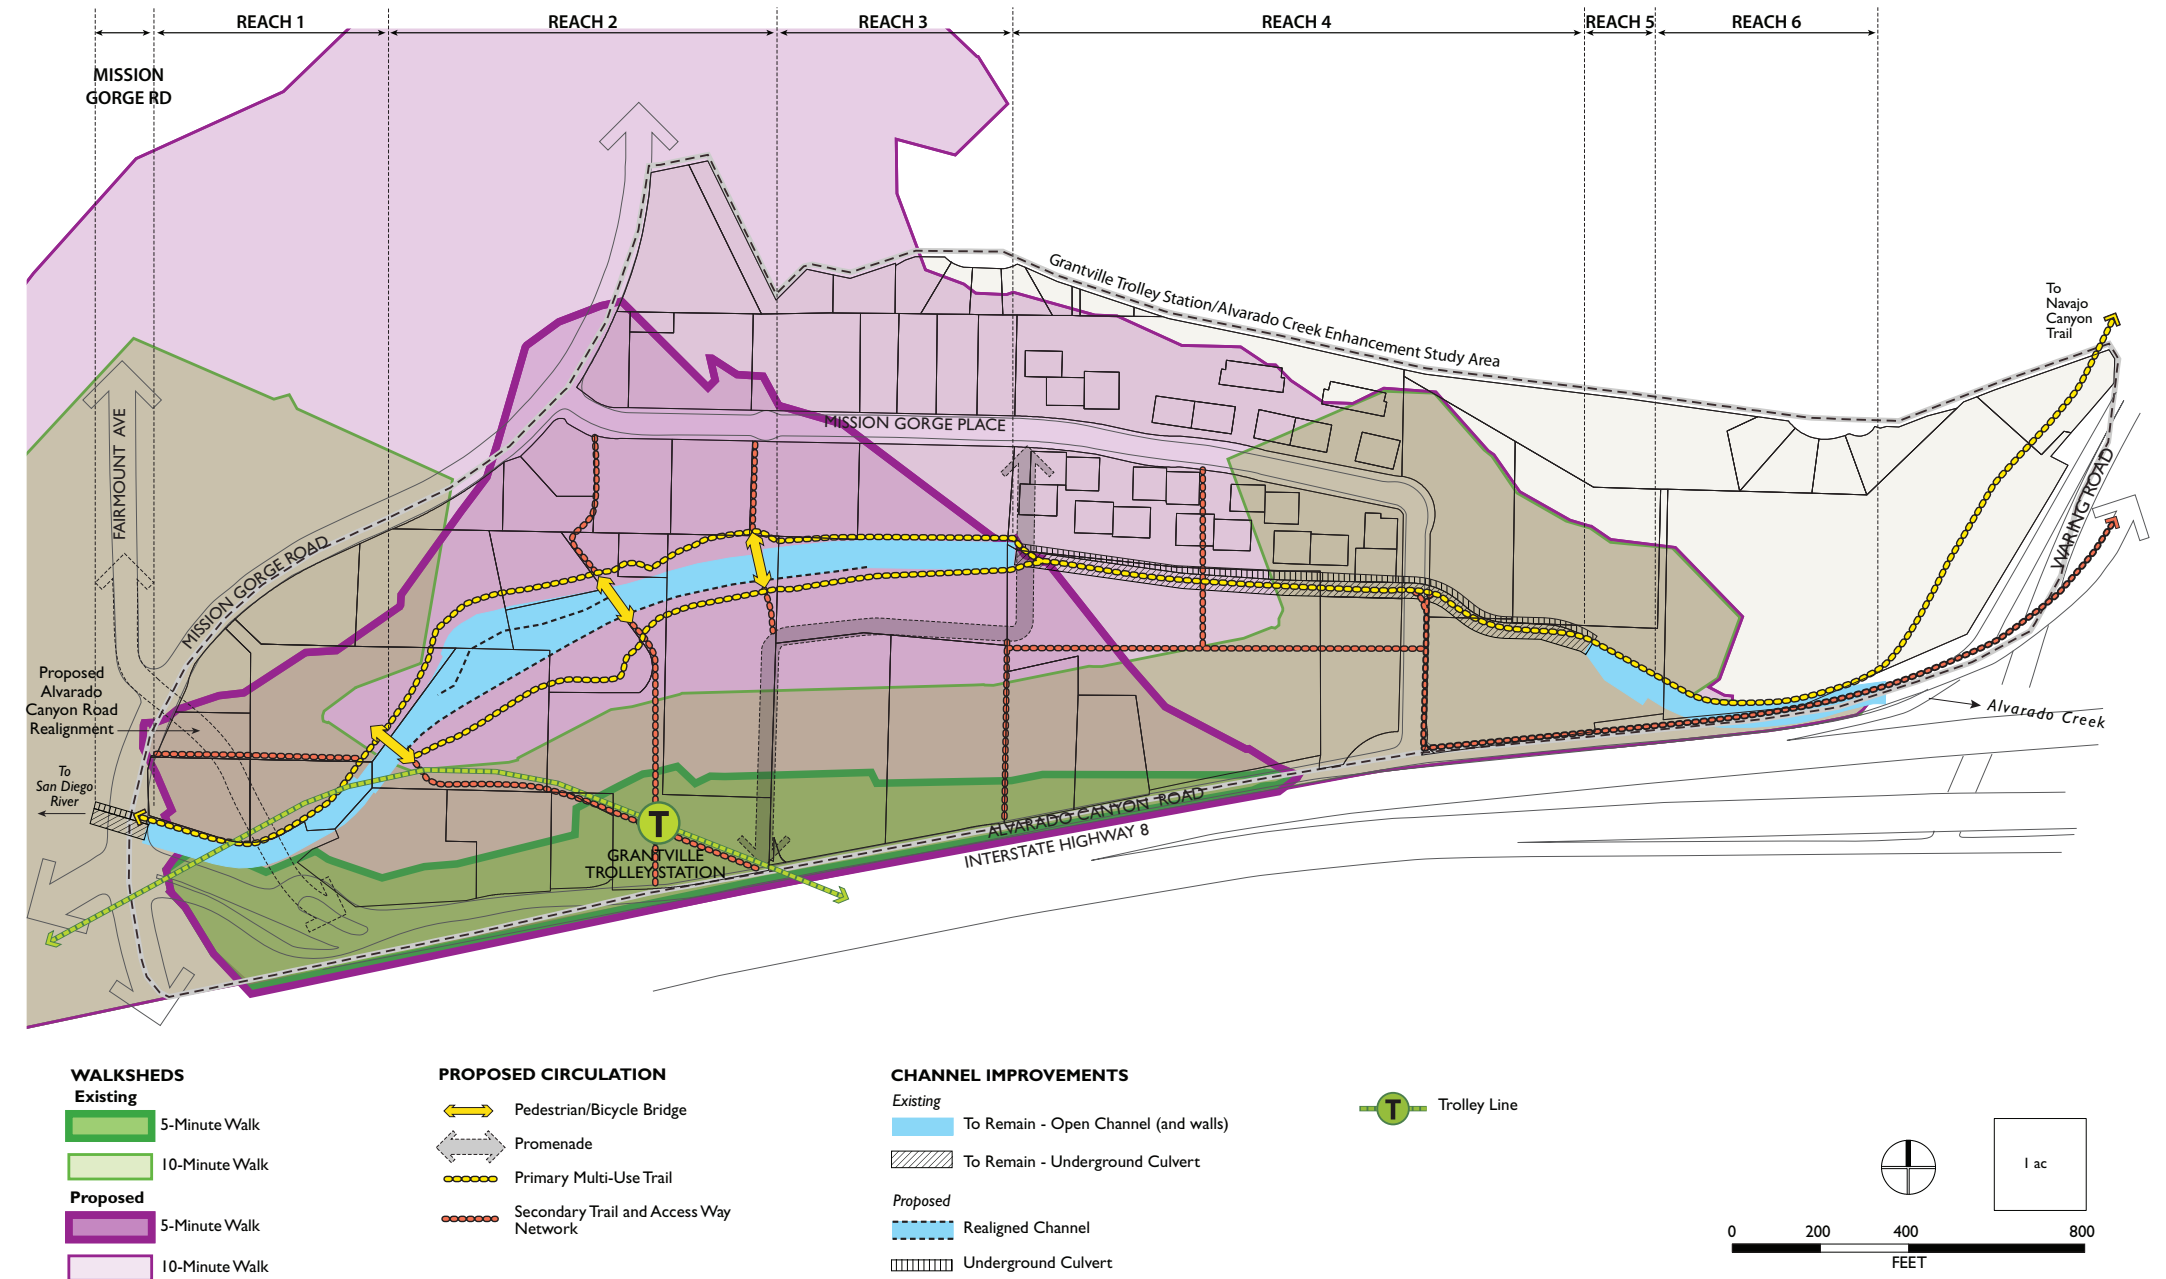 REACH 1
REACH 2
REACH 3
REACH 4
REACH 5
REACH 6
MISSION
GORGE RD
Grantville Trolley Station/Alvarado Creek Enhancement Study Area
To
Navajo
Canyon
Trail
FAIRMOUNT AVE
MISSION GORGE ROAD
MISSION GORGE PLACE
WARING ROAD
Proposed
Alvarado
Canyon Road
Realignment
Alvarado Creek
To
San Diego
River
T
GRANTVILLE
TROLLEY STATION
ALVARADO CANYON ROAD
INTERSTATE HIGHWAY 8
WALKSHEDS
Existing
5-Minute Walk
10-Minute Walk
Proposed
5-Minute Walk
10-Minute Walk
PROPOSED CIRCULATION
Pedestrian/Bicycle Bridge
Promenade
Primary Multi-Use Trail
Secondary Trail and Access Way
Network
CHANNEL IMPROVEMENTS
Existing
To Remain - Open Channel (and walls)
To Remain - Underground Culvert
Proposed
Realigned Channel
Underground Culvert
T
Trolley Line
1 ac
0 200 400 800
FEET